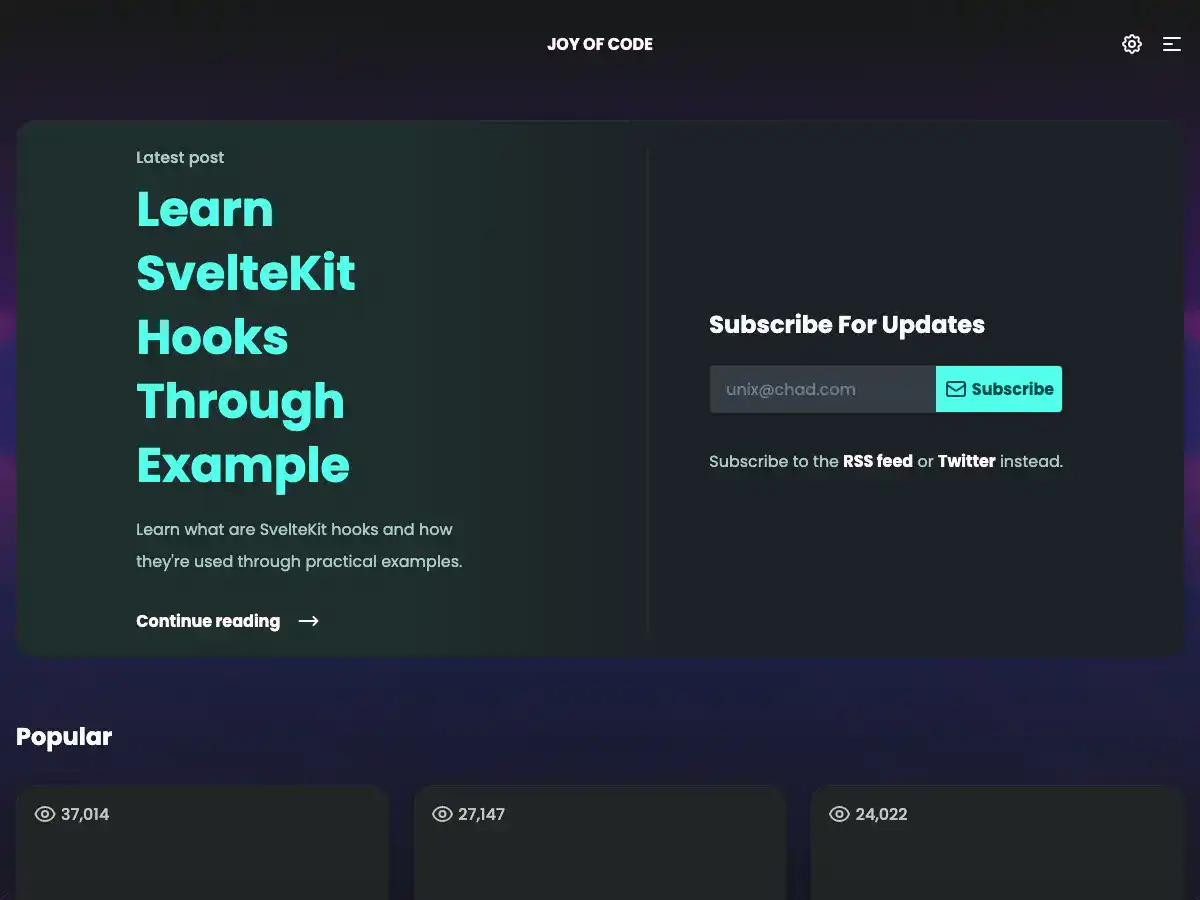 JOY OF CODE
Latest post
Learn
SvelteKit
Hooks
Through
Example
Learn what are SvelteKit hooks and how
they're used through practical examples.
Continue reading
Subscribe For Updates
unix@chad.com
Subscribe
Subscribe to the RSS feed or Twitter instead.
Popular
37,014
27,147
24,022